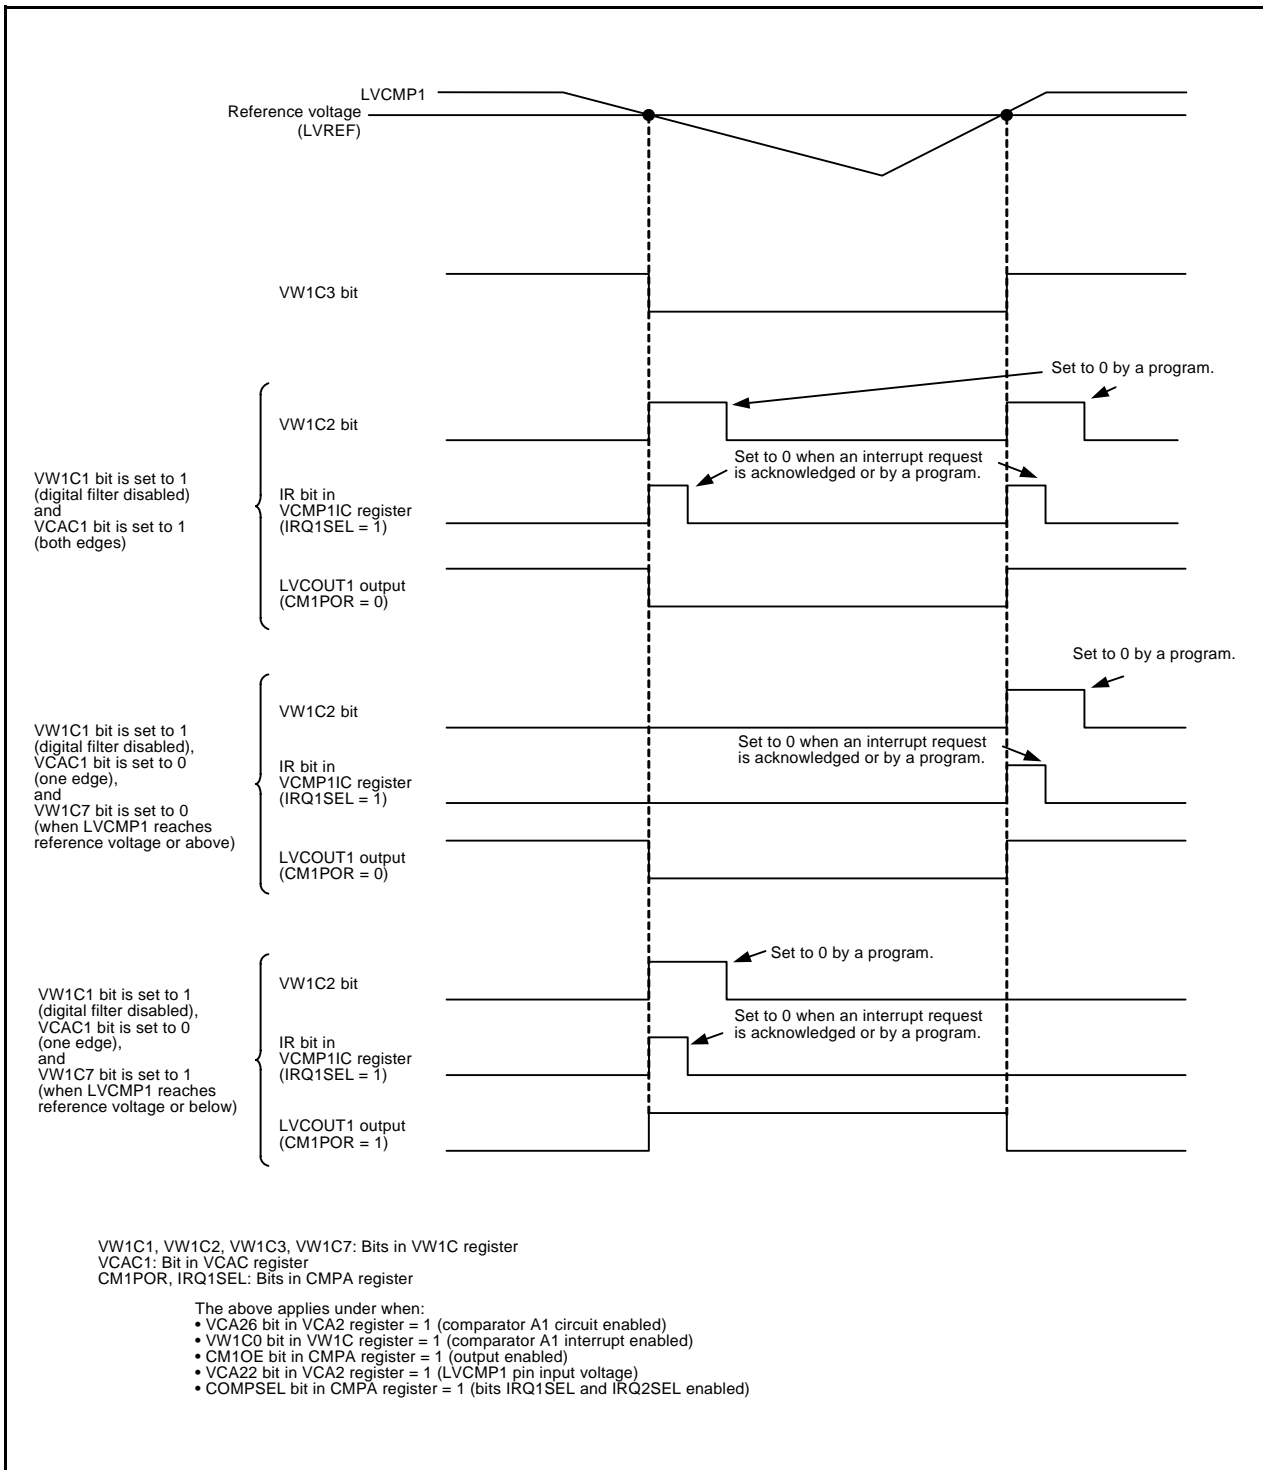 LVCMP1
Reference voltage
(LVREF)
VW1C3 bit
Set to 0 by a program.
VW1C2 bit
Set to 0 when an interrupt request
is acknowledged or by a program.
VW1C1 bit is set to 1
(digital filter disabled)
and
VCAC1 bit is set to 1
(both edges)
IR bit in
VCMP1IC register
(IRQ1SEL = 1)
LVCOUT1 output
(CM1POR = 0)
Set to 0 by a program.
VW1C2 bit
VW1C1 bit is set to 1
(digital filter disabled),
VCAC1 bit is set to 0
(one edge),
and
VW1C7 bit is set to 0
(when LVCMP1 reaches
reference voltage or above)
Set to 0 when an interrupt request
is acknowledged or by a program.
IR bit in
VCMP1IC register
(IRQ1SEL = 1)
LVCOUT1 output
(CM1POR = 0)
Set to 0 by a program.
VW1C2 bit
VW1C1 bit is set to 1
(digital filter disabled),
VCAC1 bit is set to 0
(one edge),
and
VW1C7 bit is set to 1
(when LVCMP1 reaches
reference voltage or below)
Set to 0 when an interrupt request
is acknowledged or by a program.
IR bit in
VCMP1IC register
(IRQ1SEL = 1)
LVCOUT1 output
(CM1POR = 1)
VW1C1, VW1C2, VW1C3, VW1C7: Bits in VW1C register
VCAC1: Bit in VCAC register
CM1POR, IRQ1SEL: Bits in CMPA register
The above applies under when:
• VCA26 bit in VCA2 register = 1 (comparator A1 circuit enabled)
• VW1C0 bit in VW1C register = 1 (comparator A1 interrupt enabled)
• CM1OE bit in CMPA register = 1 (output enabled)
• VCA22 bit in VCA2 register = 1 (LVCMP1 pin input voltage)
• COMPSEL bit in CMPA register = 1 (bits IRQ1SEL and IRQ2SEL enabled)